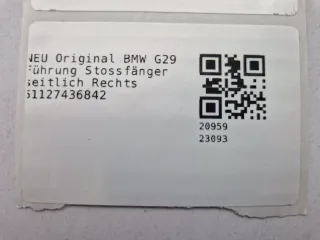 NEU Original BMW G29
Führung Stossfänger
seitlich Rechts
51127436842
20959
23093